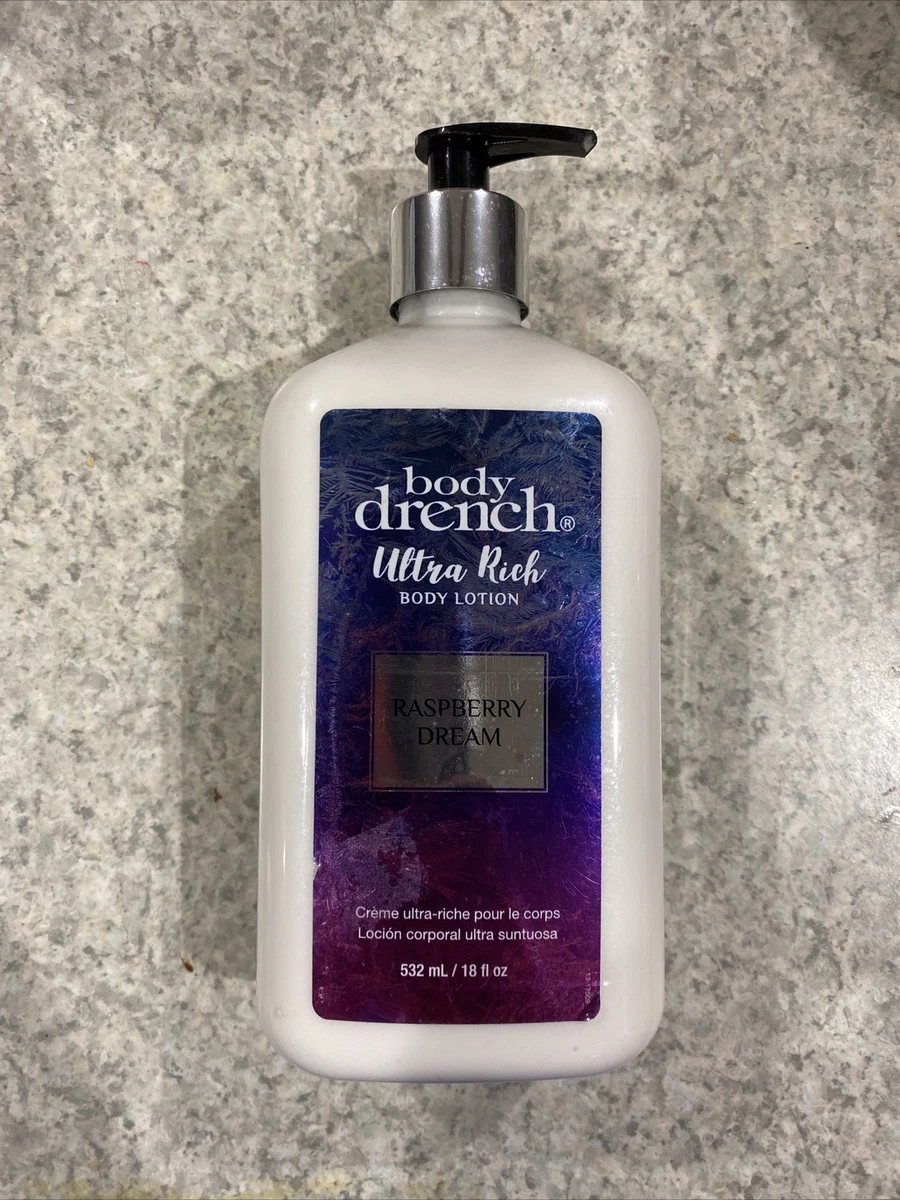 body
drench®
Ultra Rich
BODY LOTION
RASPBERRY
DREAM
Crème ultra-riche pour le corps
Loción corporal ultra suntuosa
532 mL / 18 fl oz